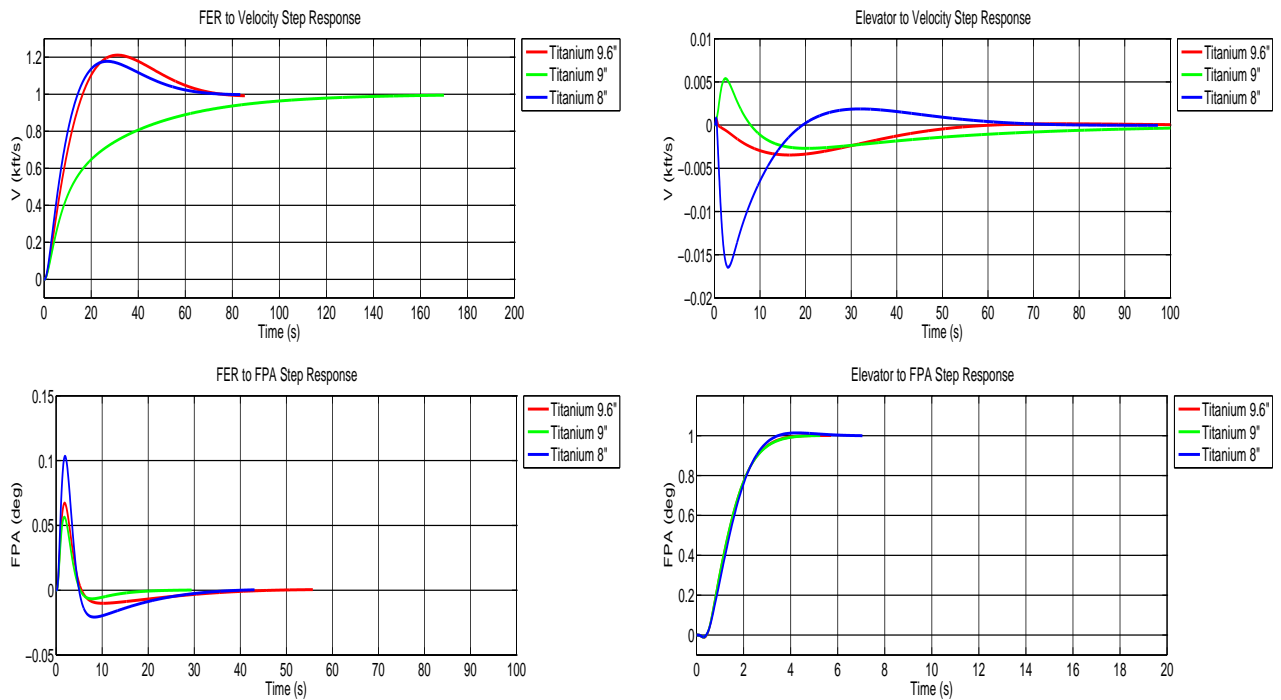 FER to Velocity Step Response
1.2
1
0.8
0.6
0.4
0.2
0
V (kft/s)
0 20 40 60 80 100 120 140 160 180 200
Time (s)
Titanium 9.6"
Titanium 9"
Titanium 8"
Elevator to Velocity Step Response
0.01
0.005
0
−0.005
−0.01
−0.015
−0.02
V (kft/s)
0 10 20 30 40 50 60 70 80 90 100
Time (s)
Titanium 9.6"
Titanium 9"
Titanium 8"
FER to FPA Step Response
0.15
0.1
0.05
0
−0.05
FPA (deg)
0 10 20 30 40 50 60 70 80 90 100
Time (s)
Titanium 9.6"
Titanium 9"
Titanium 8"
Elevator to FPA Step Response
1
0.8
0.6
0.4
0.2
0
FPA (deg)
0 2 4 6 8 10 12 14 16 18 20
Time (s)
Titanium 9.6"
Titanium 9"
Titanium 8"